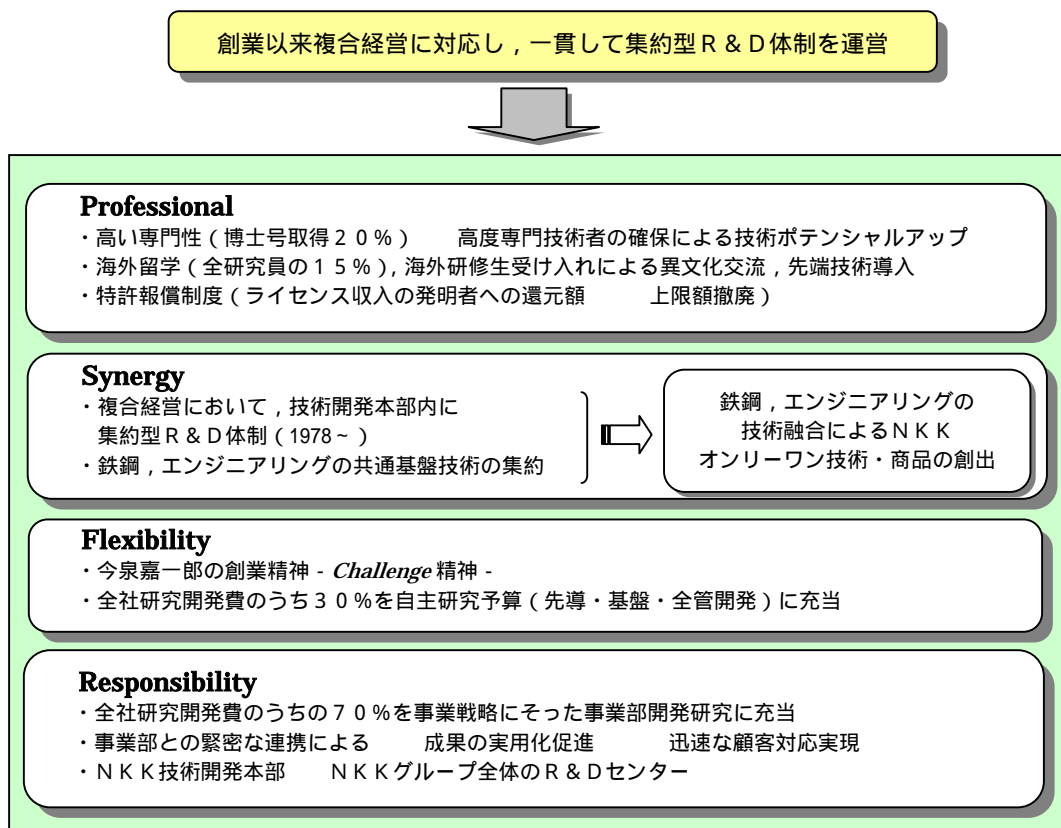 創業以来複合経営に対応し，一貫して集約型Ｒ＆Ｄ体制を運営
Professional
・高い専門性（博士号取得２０％）　　高度専門技術者の確保による技術ポテンシャルアップ
・海外留学（全研究員の１５％），海外研修生受け入れによる異文化交流，先端技術導入
・特許報償制度（ライセンス収入の発明者への還元額　　　上限額撤廃）
Synergy
・複合経営において，技術開発本部内に
集約型Ｒ＆Ｄ体制（1978～）
・鉄鋼，エンジニアリングの共通基盤技術の集約
鉄鋼，エンジニアリングの
技術融合によるＮＫＫ
オンリーワン技術・商品の創出
Flexibility
・今泉嘉一郎の創業精神 - Challenge 精神 -
・全社研究開発費のうち３０％を自主研究予算（先導・基盤・全管開発）に充当
Responsibility
・全社研究開発費のうちの７０％を事業戦略にそった事業部開発研究に充当
・事業部との緊密な連携による　　　成果の実用化促進　　　　迅速な顧客対応実現
・ＮＫＫ技術開発本部　　ＮＫＫグループ全体のＲ＆Ｄセンター